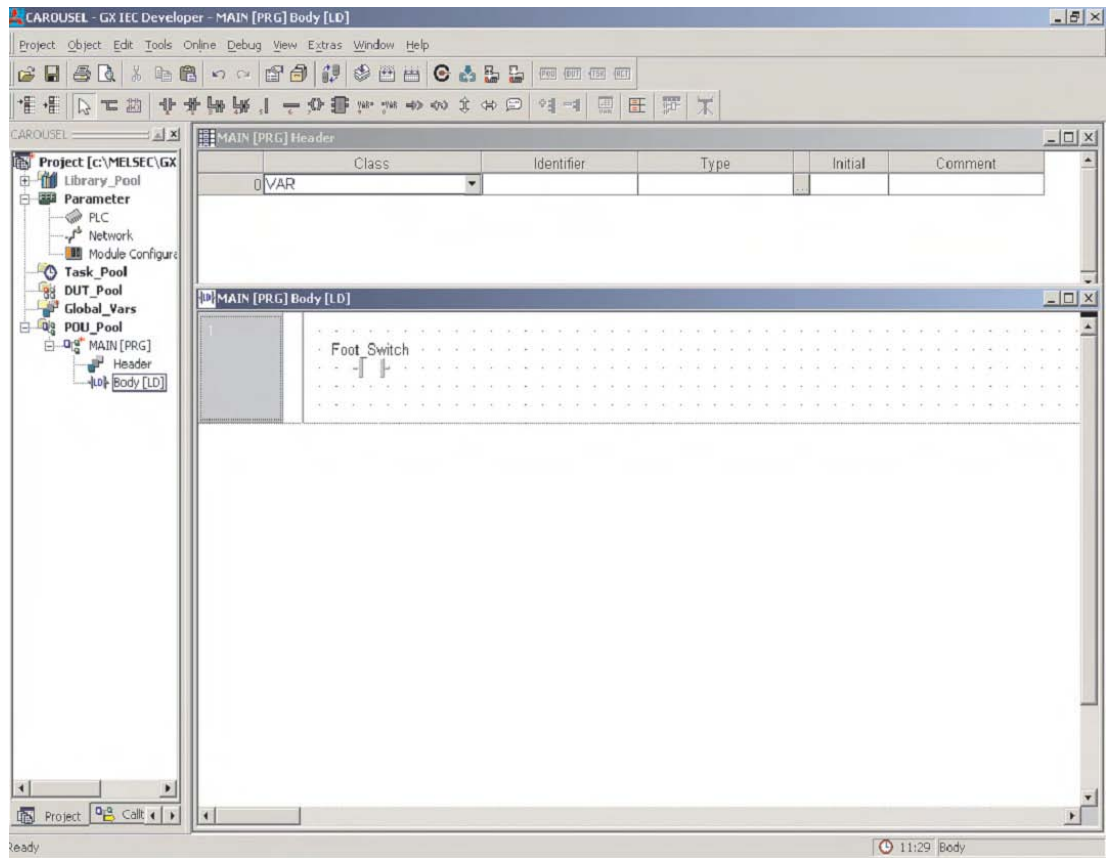 CAROUSEL - GX IEC Developer - MAIN [PRG] Body [LD]
Project Object Edit Tools Online Debug View Extras Window Help
CAROUSEL
MAIN [PRG] Header
Class Identifier Type Initial Comment
0 VAR ...
Project [c:\MELSEC\GX
Library_Pool
Parameter
PLC
Network
Module Configura
Task_Pool
DUT_Pool
Global_Vars
POU_Pool
MAIN [PRG]
Header
Body [LD]
MAIN [PRG] Body [LD]
1
Foot_Switch
Project Callt
Ready 11:29 Body